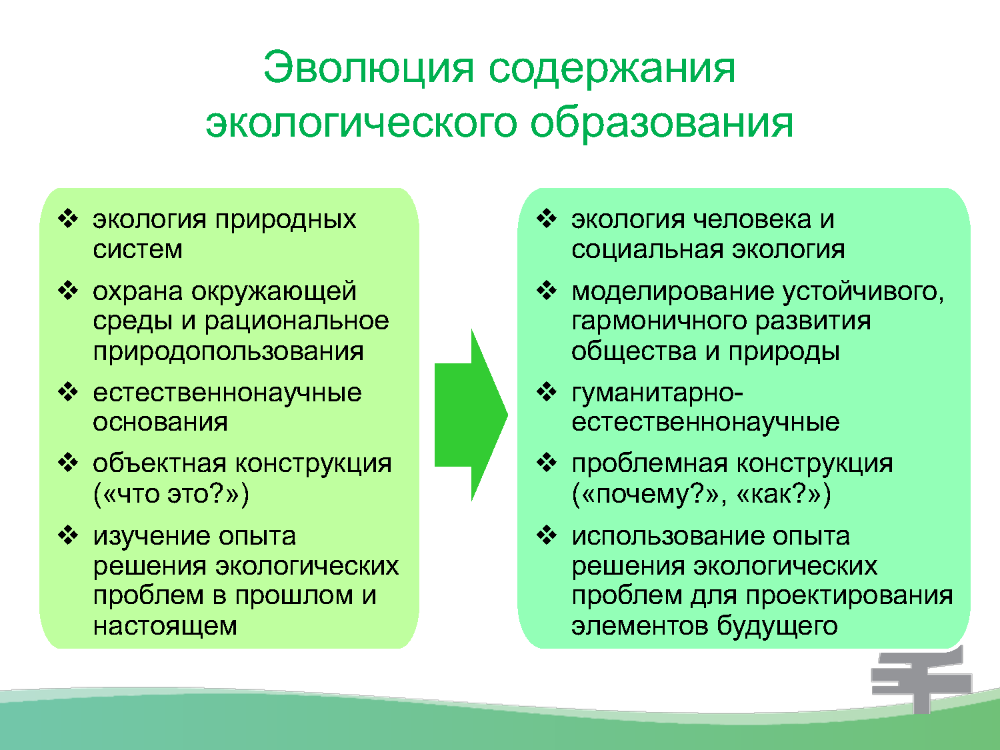 Эволюция содержания
экологического образования
❖ экология природных
систем
❖ охрана окружающей
среды и рациональное
природопользования
❖ естественнонаучные
основания
❖ объектная конструкция
(«что это?»)
❖ изучение опыта
решения экологических
проблем в прошлом и
настоящем
❖ экология человека и
социальная экология
❖ моделирование устойчивого,
гармоничного развития
общества и природы
❖ гуманитарно-
естественнонаучные
❖ проблемная конструкция
(«почему?», «как?»)
❖ использование опыта
решения экологических
проблем для проектирования
элементов будущего